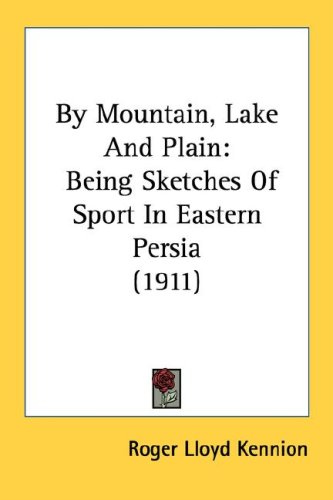 By Mountain, Lake
And Plain:
Being Sketches Of
Sport In Eastern
Persia
(1911)
Roger Lloyd Kennion